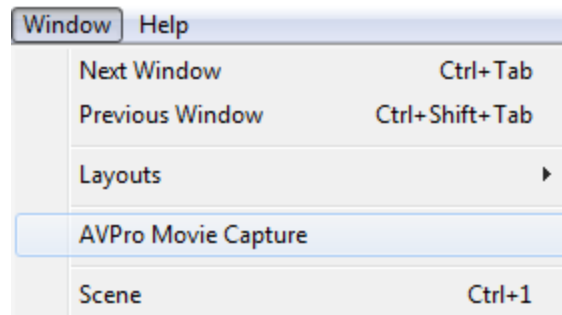 Window Help
Next Window Ctrl+Tab
Previous Window Ctrl+Shift+Tab
Layouts
AVPro Movie Capture
Scene Ctrl+1